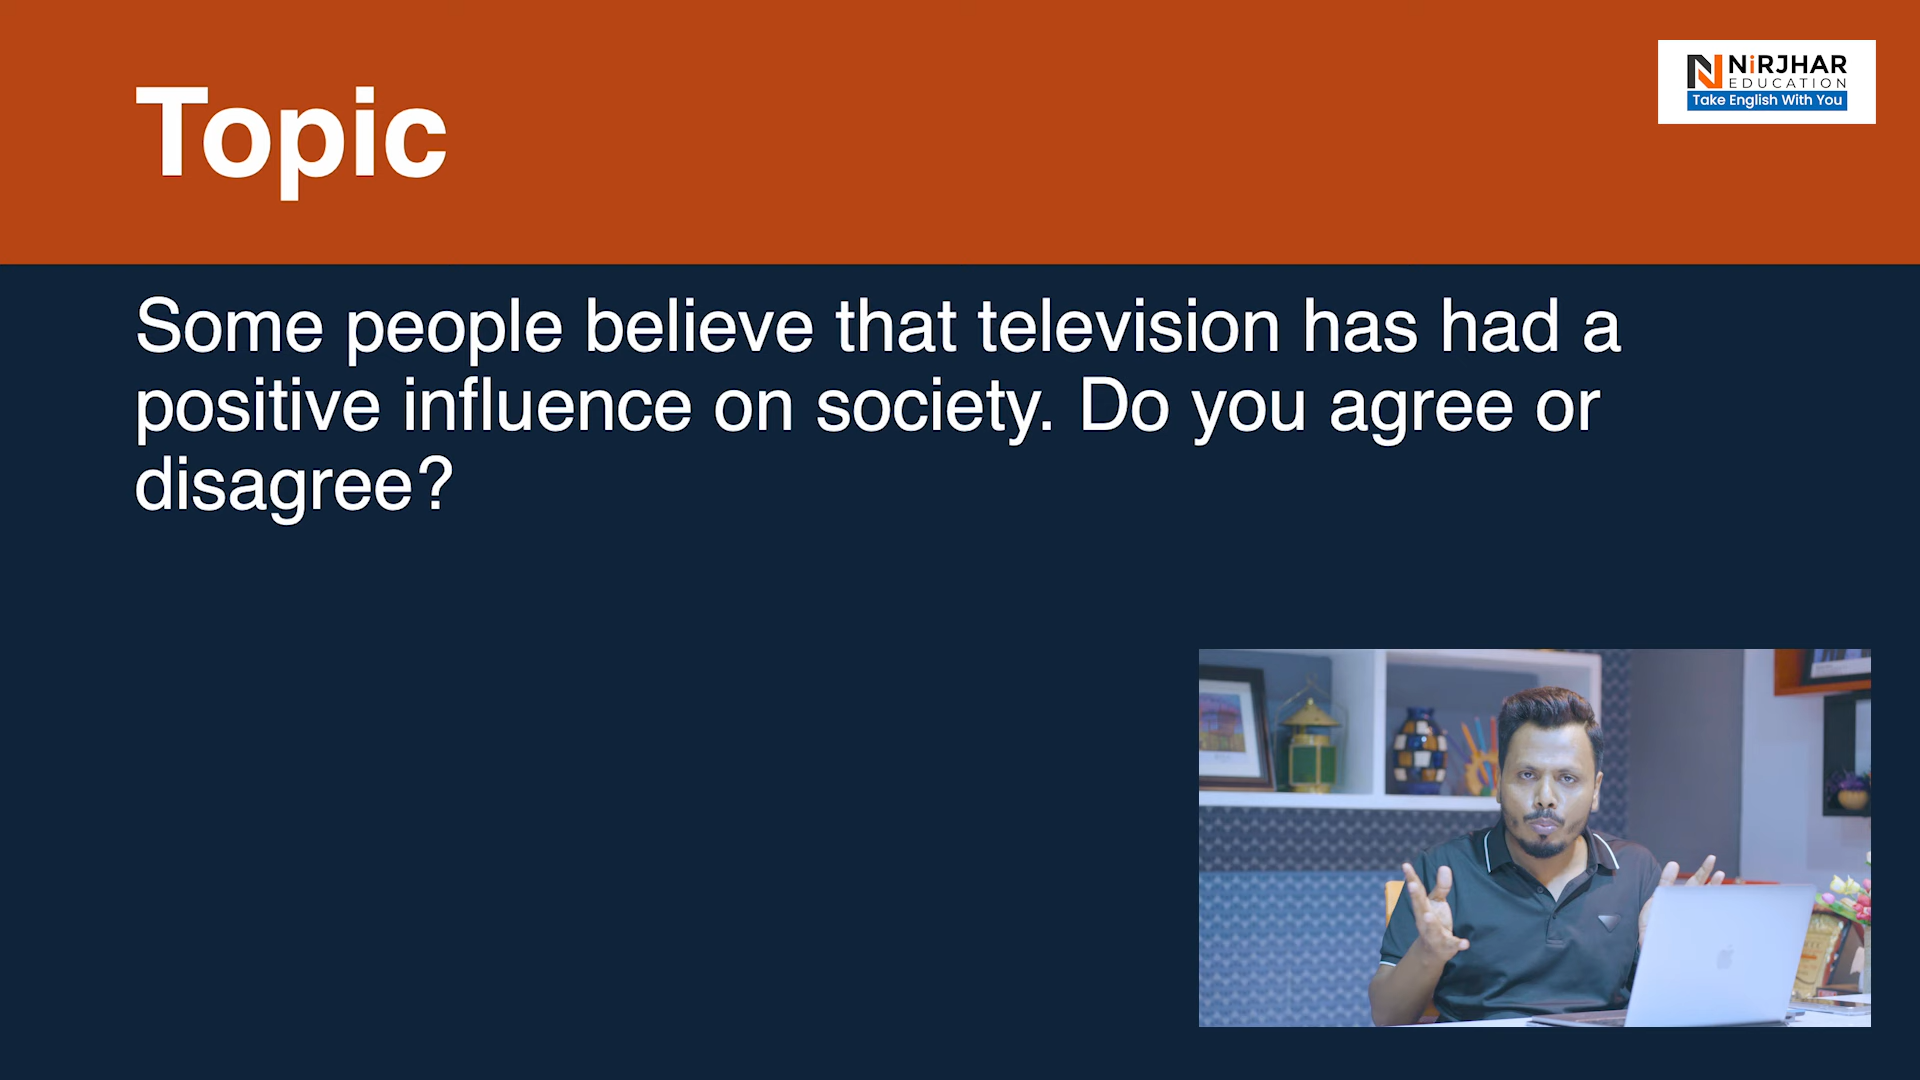 Topic
NiRJHAR
EDUCATION
Take English With You
Some people believe that television has had a
positive influence on society. Do you agree or
disagree?